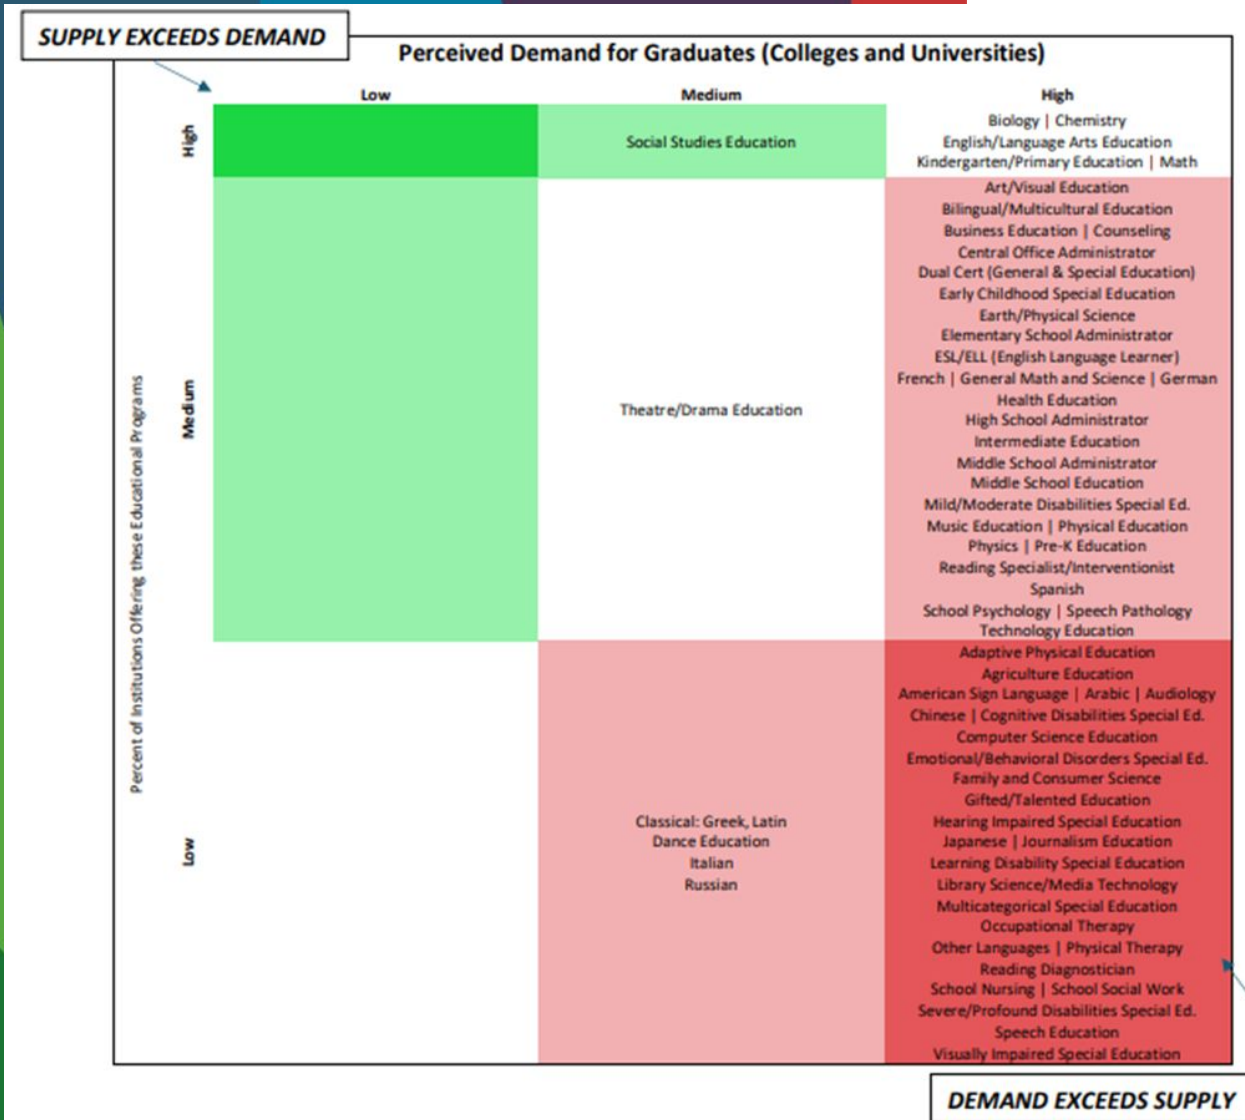 SUPPLY EXCEEDS DEMAND
Perceived Demand for Graduates (Colleges and Universities)
Low
Medium
High
Percent of Institutions Offering these Educational Programs
High
Social Studies Education
Biology | Chemistry
English/Language Arts Education
Kindergarten/Primary Education | Math
Medium
Theatre/Drama Education
Art/Visual Education
Bilingual/Multicultural Education
Business Education | Counseling
Central Office Administrator
Dual Cert (General & Special Education)
Early Childhood Special Education
Earth/Physical Science
Elementary School Administrator
ESL/ELL (English Language Learner)
French | General Math and Science | German
Health Education
High School Administrator
Intermediate Education
Middle School Administrator
Middle School Education
Mild/Moderate Disabilities Special Ed.
Music Education | Physical Education
Physics | Pre-K Education
Reading Specialist/Interventionist
Spanish
School Psychology | Speech Pathology
Technology Education
Low
Classical: Greek, Latin
Dance Education
Italian
Russian
Adaptive Physical Education
Agriculture Education
American Sign Language | Arabic | Audiology
Chinese | Cognitive Disabilities Special Ed.
Computer Science Education
Emotional/Behavioral Disorders Special Ed.
Family and Consumer Science
Gifted/Talented Education
Hearing Impaired Special Education
Japanese | Journalism Education
Learning Disability Special Education
Library Science/Media Technology
Multicategorical Special Education
Occupational Therapy
Other Languages | Physical Therapy
Reading Diagnostician
School Nursing | School Social Work
Severe/Profound Disabilities Special Ed.
Speech Education
Visually Impaired Special Education
DEMAND EXCEEDS SUPPLY